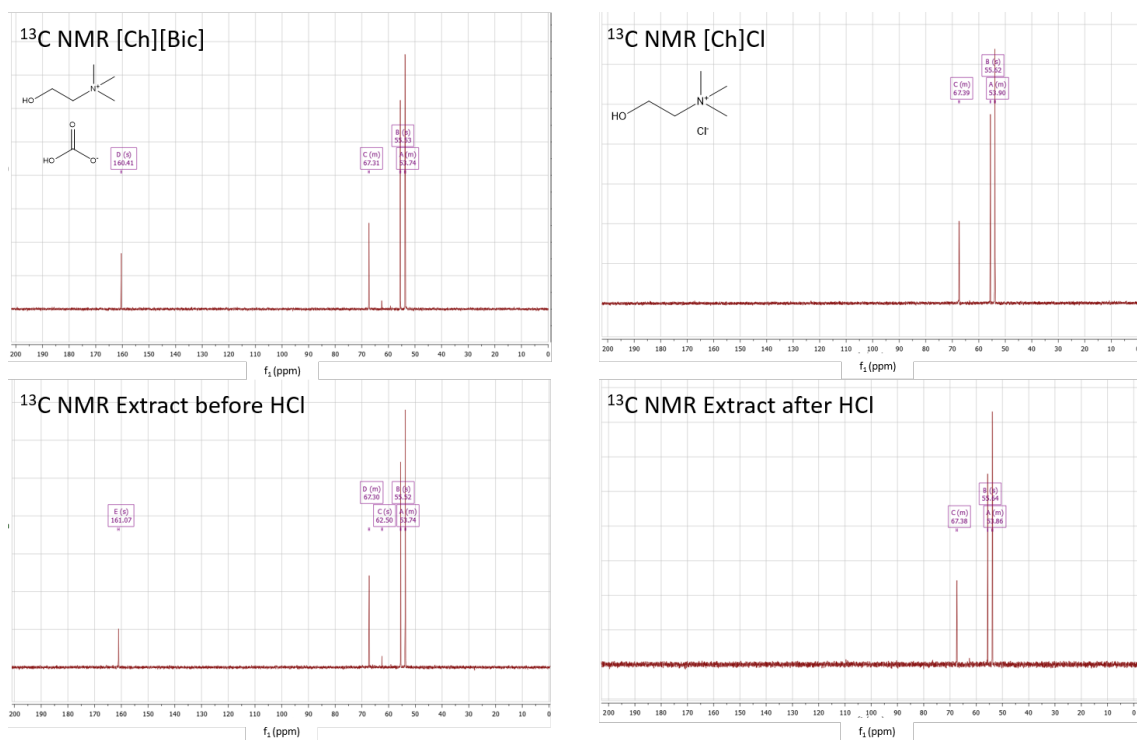 ¹³C NMR [Ch][Bic]
HO
N⁺
O
HO
O⁻
D (s)
160.41
C (m)
67.31
B (s)
55.53
A (m)
53.74
200 190 180 170 160 150 140 130 120 110 100 90 80 70 60 50 40 30 20 10 0
f₁ (ppm)
¹³C NMR [Ch]Cl
HO
N⁺
Cl⁻
C (m)
67.39
B (s)
55.62
A (m)
53.90
200 190 180 170 160 150 140 130 120 110 100 90 80 70 60 50 40 30 20 10 0
f₁ (ppm)
¹³C NMR Extract before HCl
E (s)
161.07
D (m)
67.30
C (s)
62.50
B (s)
55.52
A (m)
53.74
200 190 180 170 160 150 140 130 120 110 100 90 80 70 60 50 40 30 20 10 0
f₁ (ppm)
¹³C NMR Extract after HCl
C (m)
67.38
B (s)
55.64
A (m)
53.86
200 190 180 170 160 150 140 130 120 110 100 90 80 70 60 50 40 30 20 10 0
f₁ (ppm)